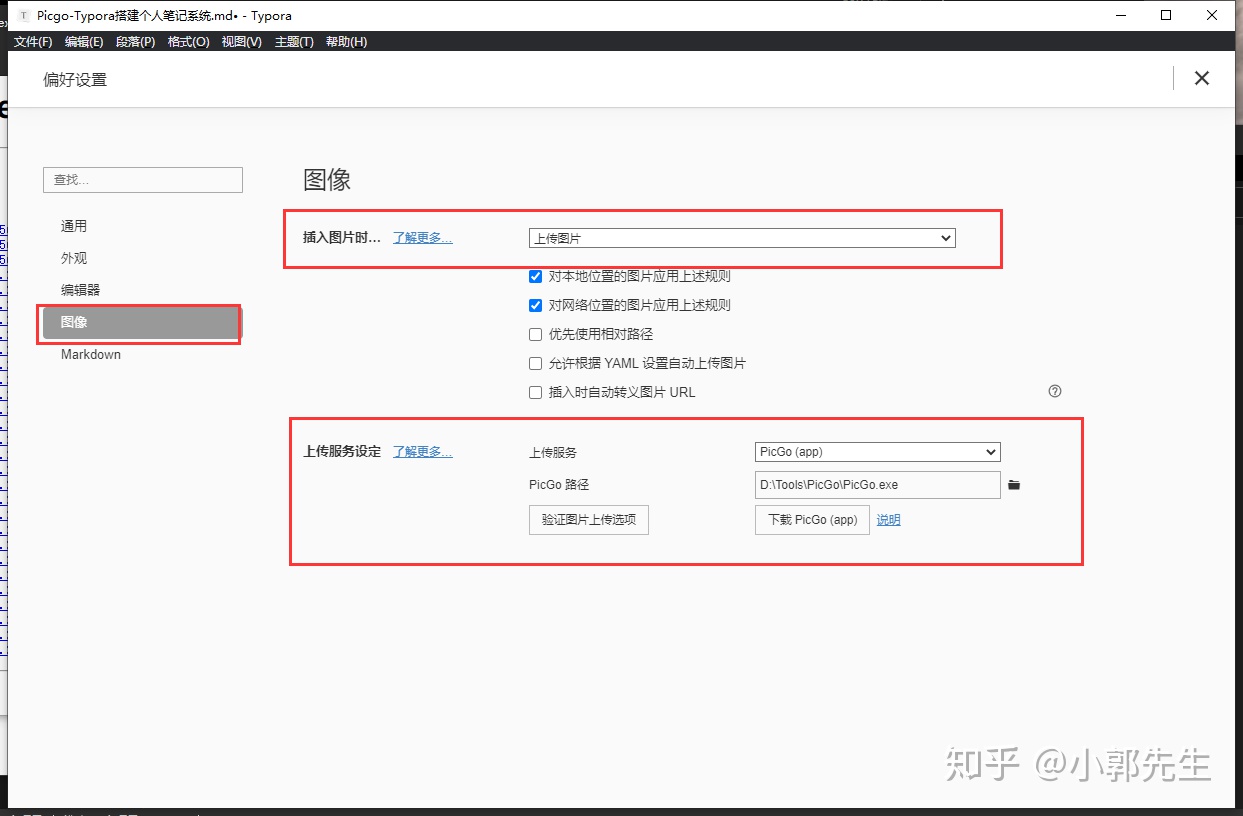 Picgo-Typora搭建个人笔记系统.md• - Typora
文件(F) 编辑(E) 段落(P) 格式(O) 视图(V) 主题(T) 帮助(H)
偏好设置
查找...
通用
外观
编辑器
图像
Markdown
图像
插入图片时... 了解更多... 上传图片
对本地位置的图片应用上述规则
对网络位置的图片应用上述规则
优先使用相对路径
允许根据 YAML 设置自动上传图片
插入时自动转义图片 URL
上传服务设定 了解更多... 上传服务 PicGo (app)
PicGo 路径 D:\Tools\PicGo\PicGo.exe
验证图片上传选项 下载 PicGo (app) 说明
知乎 @小郭先生